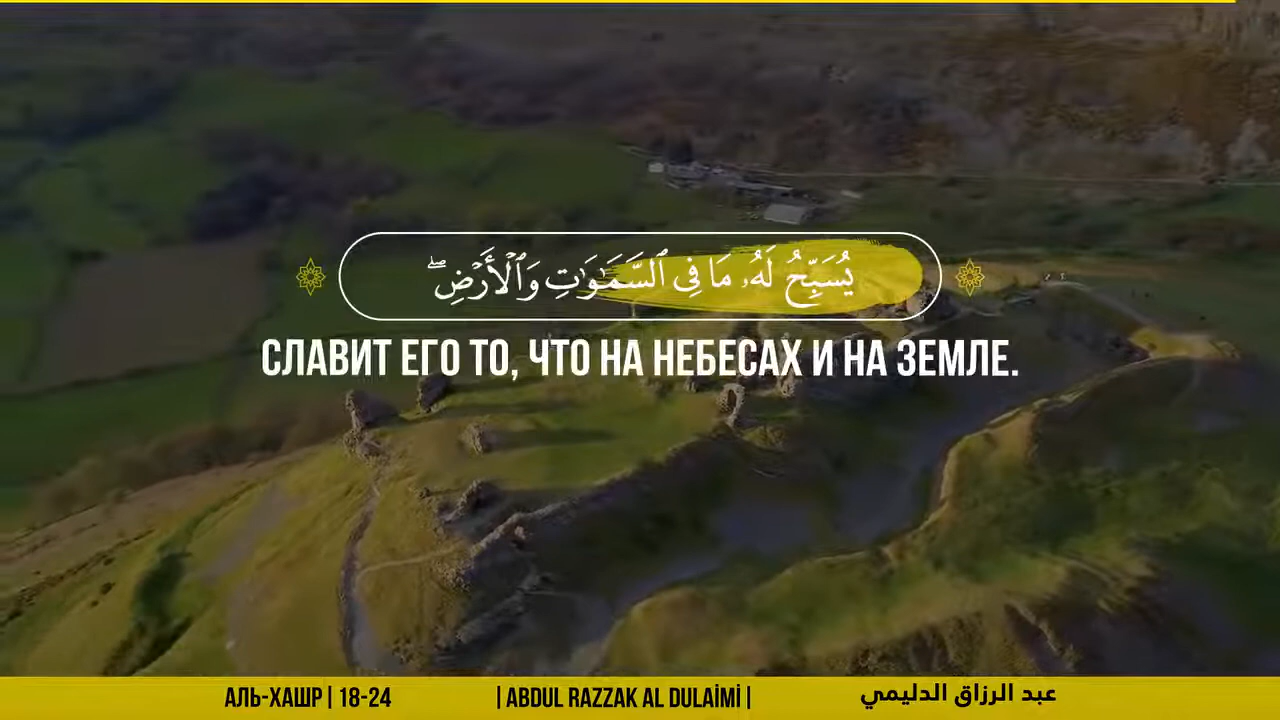 يُسَبِّحُ لَهُۥ مَا فِى ٱلسَّمَـٰوَٰتِ وَٱلْأَرْضِ ۖ
СЛАВИТ ЕГО ТО, ЧТО НА НЕБЕСАХ И НА ЗЕМЛЕ.
АЛЬ-ХАШР | 18-24 | ABDUL RAZZAK AL DULAİMİ | عبد الرزاق الدليمي